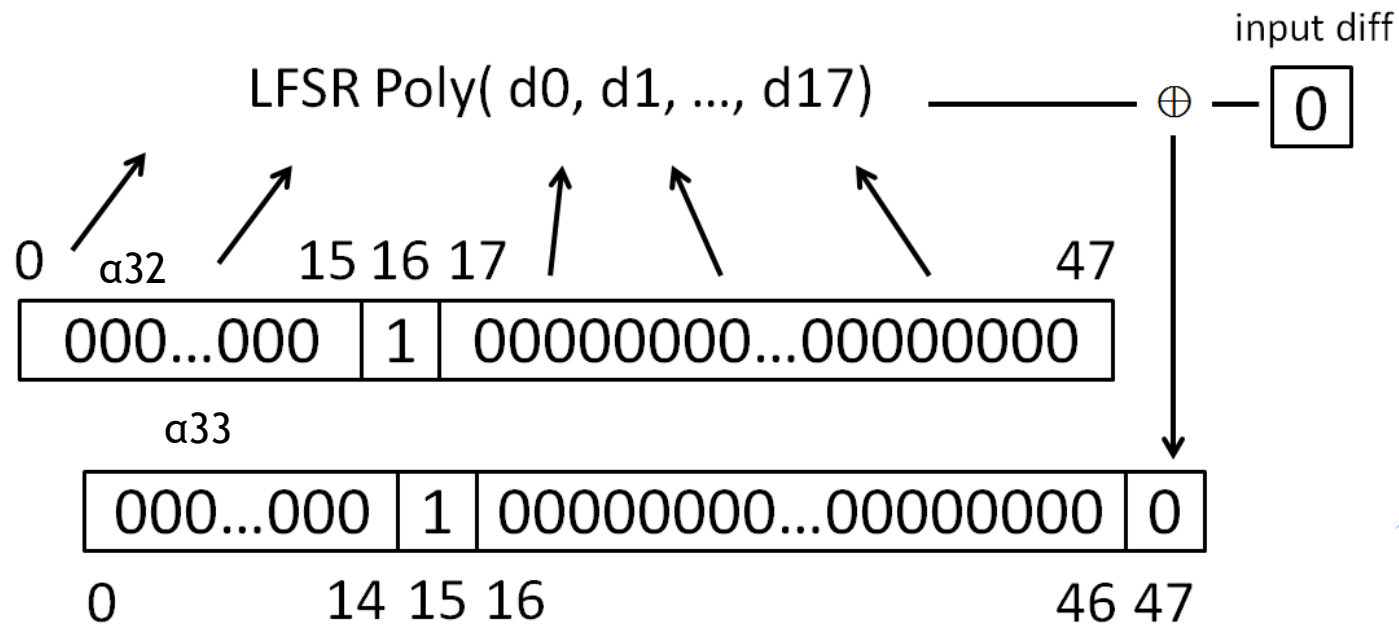 input diff
LFSR Poly( d0, d1, ..., d17)
⊕
0
0
α32
15 16 17
47
000...000
1
00000000...00000000
α33
000...000
1
00000000...00000000
0
0
14 15 16
46 47